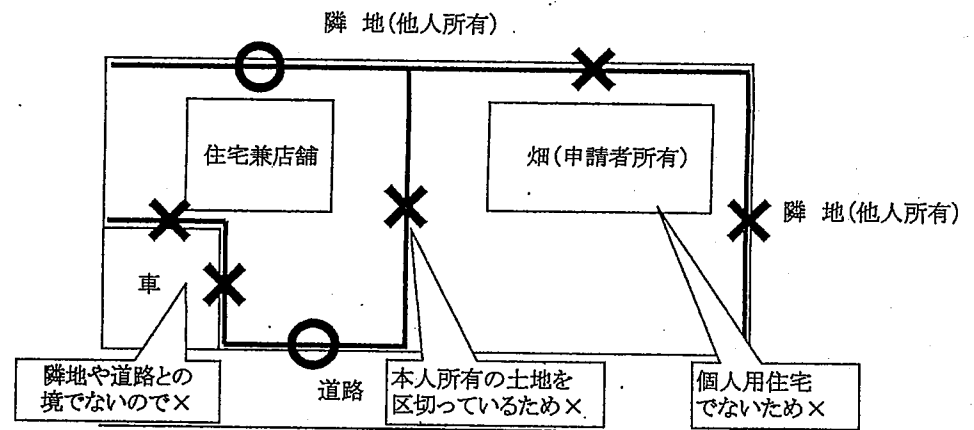 隣 地(他人所有)
住宅兼店舗
畑(申請者所有)
隣 地(他人所有)
車
隣地や道路との
境でないので×
道路
本人所有の土地を
区切っているため×
個人用住宅
でないため×